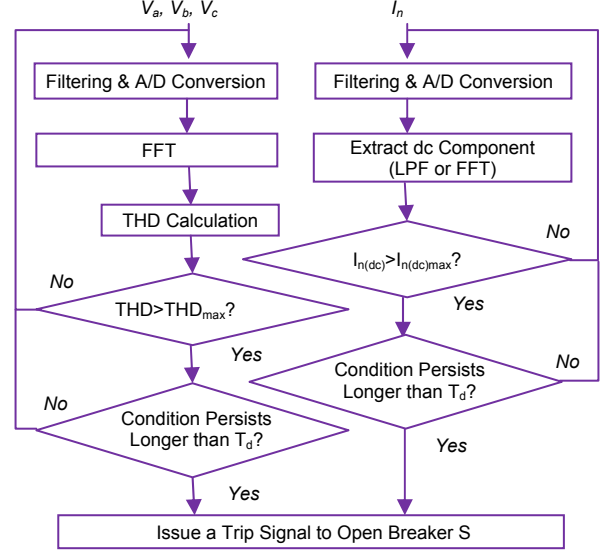 Va, Vb, Vc
Filtering & A/D Conversion
FFT
THD Calculation
No
THD>THDmax?
Yes
No
Condition Persists
Longer than Td?
Yes
In
Filtering & A/D Conversion
Extract dc Component
(LPF or FFT)
No
In(dc)>In(dc)max?
Yes
No
Condition Persists
Longer than Td?
Yes
Issue a Trip Signal to Open Breaker S